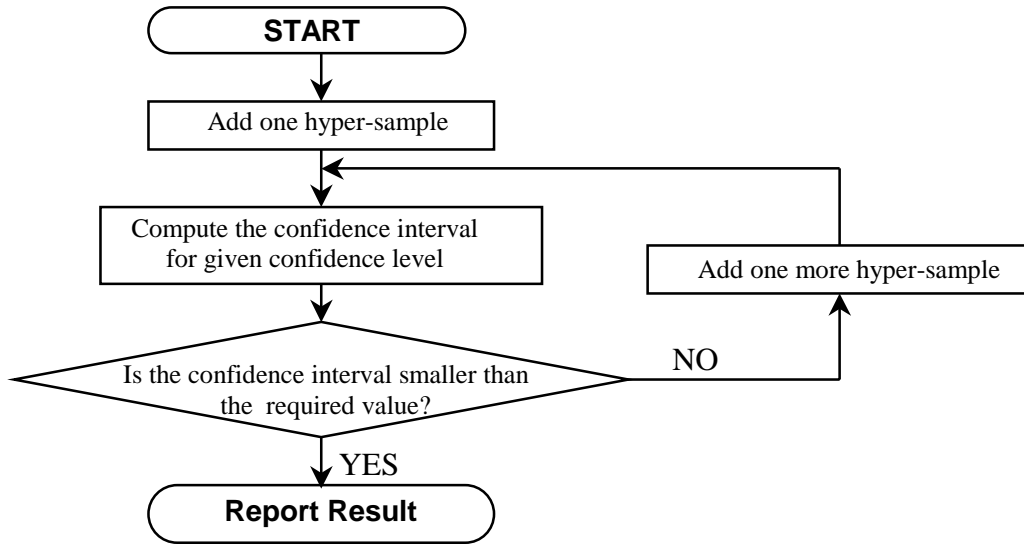 START
Add one hyper-sample
Compute the confidence interval
for given confidence level
Add one more hyper-sample
Is the confidence interval smaller than
the required value?
NO
YES
Report Result